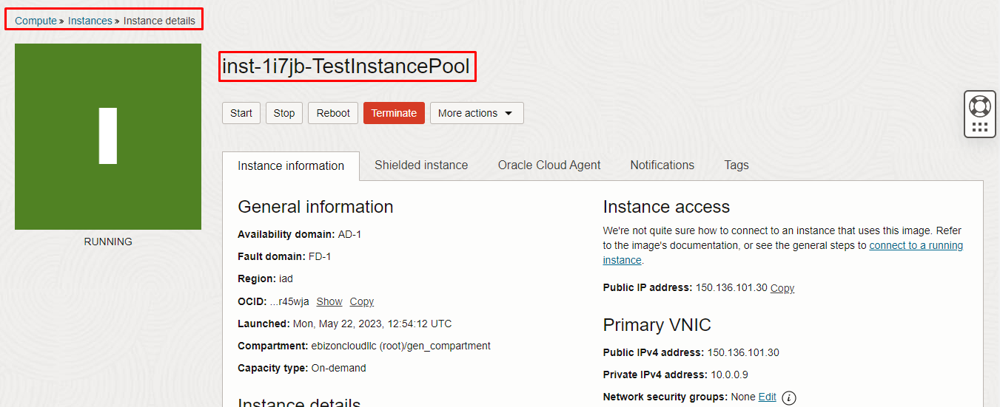 Compute » Instances » Instance details
inst-1i7jb-TestInstancePool
Start Stop Reboot Terminate More actions
RUNNING
Instance information Shielded instance Oracle Cloud Agent Notifications Tags
General information
Availability domain: AD-1
Fault domain: FD-1
Region: iad
OCID: ...r45wja Show Copy
Launched: Mon, May 22, 2023, 12:54:12 UTC
Compartment: ebizoncloudllc (root)/gen_compartment
Capacity type: On-demand
Instance details
Instance access
We're not quite sure how to connect to an instance that uses this image. Refer
to the image's documentation, or see the general steps to connect to a running
instance.
Public IP address: 150.136.101.30 Copy
Primary VNIC
Public IPv4 address: 150.136.101.30
Private IPv4 address: 10.0.0.9
Network security groups: None Edit i